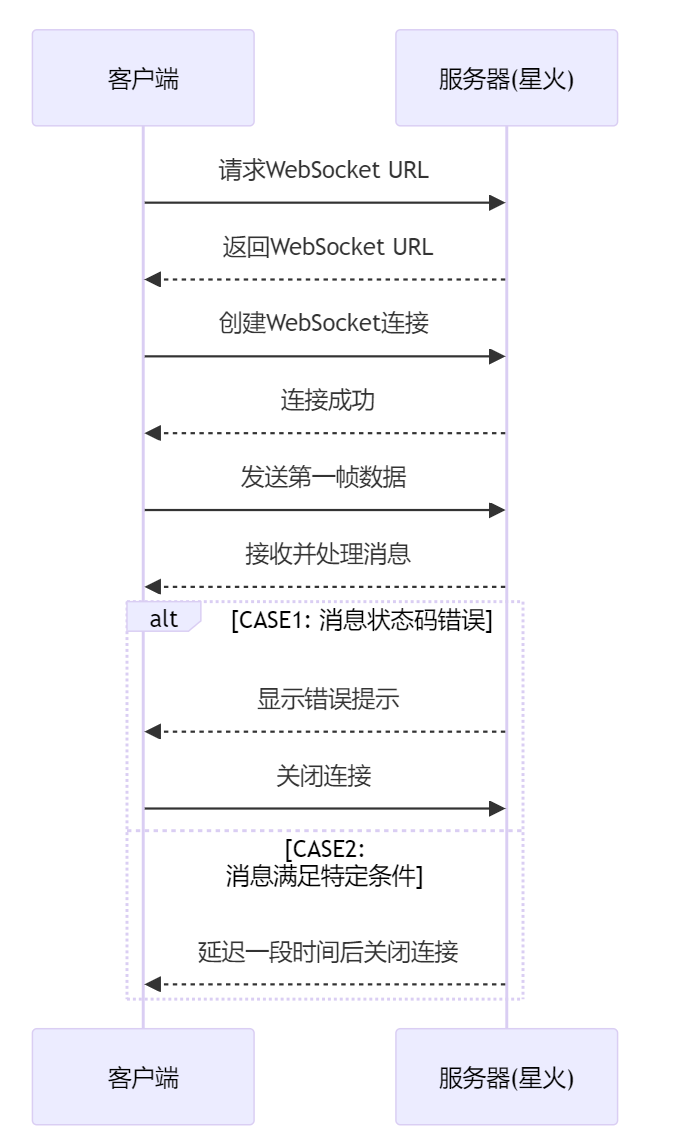 客户端
服务器(星火)
请求WebSocket URL
返回WebSocket URL
创建WebSocket连接
连接成功
发送第一帧数据
接收并处理消息
alt
[CASE1: 消息状态码错误]
显示错误提示
关闭连接
[CASE2:
消息满足特定条件]
延迟一段时间后关闭连接
客户端
服务器(星火)